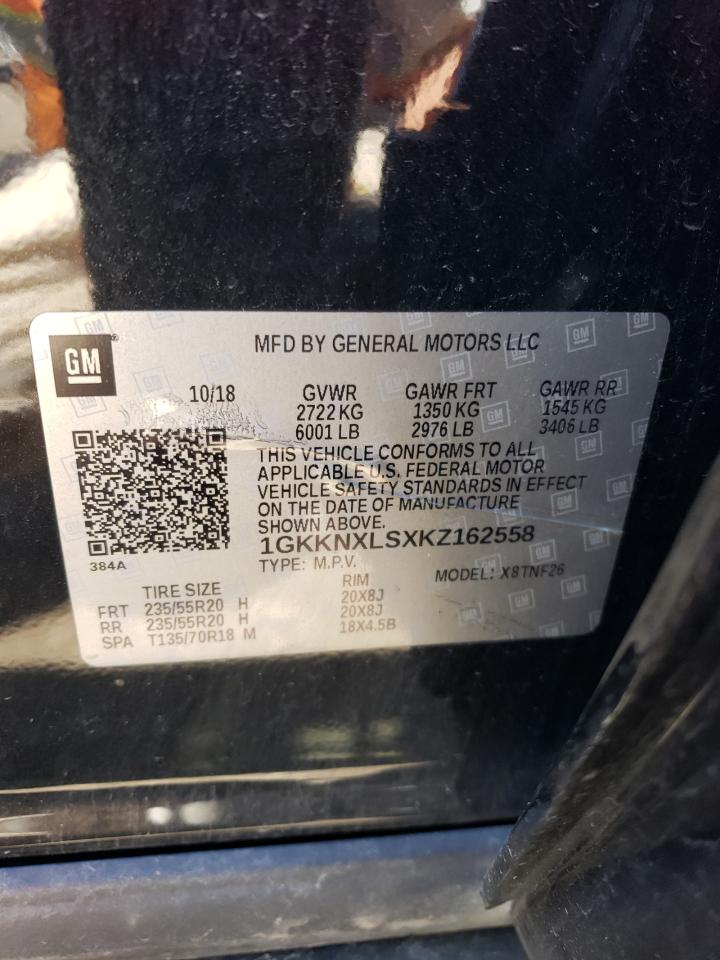 GM
MFD BY GENERAL MOTORS LLC
10/18 GVWR GAWR FRT GAWR RR
2722 KG 1350 KG 1545 KG
6001 LB 2976 LB 3406 LB
THIS VEHICLE CONFORMS TO ALL
APPLICABLE U.S. FEDERAL MOTOR
VEHICLE SAFETY STANDARDS IN EFFECT
ON THE DATE OF MANUFACTURE
SHOWN ABOVE.
1GKKNXLSXKZ162558
384A
TYPE: M.P.V. MODEL: X8TNF26
TIRE SIZE RIM
FRT 235/55R20 H 20X8J
RR 235/55R20 H 20X8J
SPA T135/70R18 M 18X4.5B